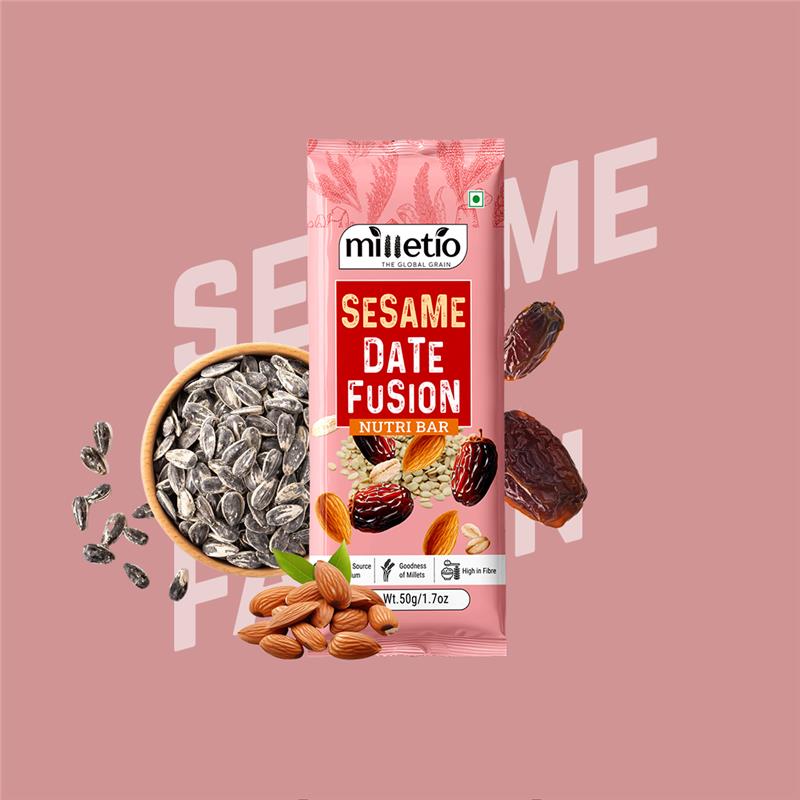 SESAME
milletio
THE GLOBAL GRAIN
SESAME
DATE
FUSION
NUTRI BAR
Source
Goodness
of Millets
High in Fibre
Wt.50g/1.7oz